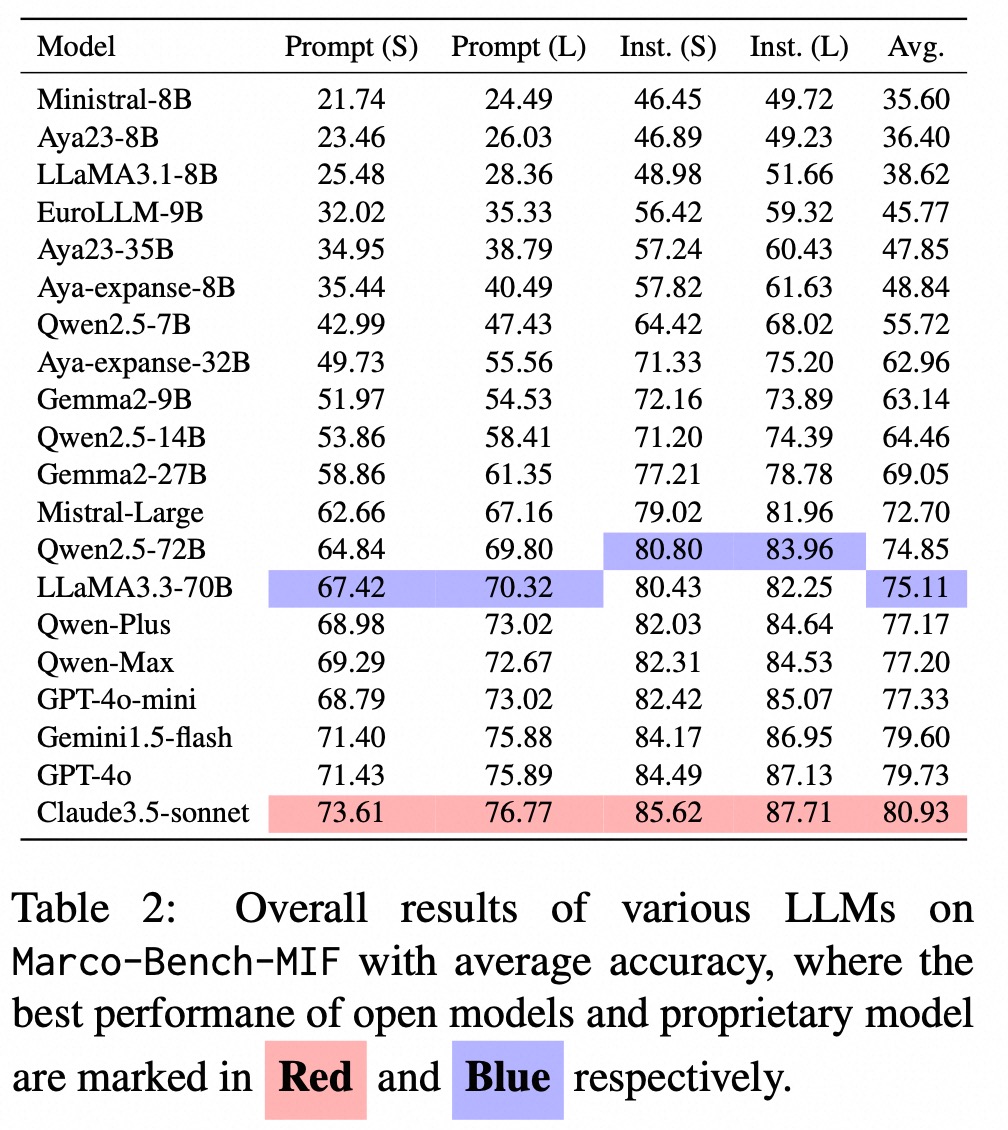 Model Prompt (S) Prompt (L) Inst. (S) Inst. (L) Avg.
Ministral-8B 21.74 24.49 46.45 49.72 35.60
Aya23-8B 23.46 26.03 46.89 49.23 36.40
LLaMA3.1-8B 25.48 28.36 48.98 51.66 38.62
EuroLLM-9B 32.02 35.33 56.42 59.32 45.77
Aya23-35B 34.95 38.79 57.24 60.43 47.85
Aya-expanse-8B 35.44 40.49 57.82 61.63 48.84
Qwen2.5-7B 42.99 47.43 64.42 68.02 55.72
Aya-expanse-32B 49.73 55.56 71.33 75.20 62.96
Gemma2-9B 51.97 54.53 72.16 73.89 63.14
Qwen2.5-14B 53.86 58.41 71.20 74.39 64.46
Gemma2-27B 58.86 61.35 77.21 78.78 69.05
Mistral-Large 62.66 67.16 79.02 81.96 72.70
Qwen2.5-72B 64.84 69.80 80.80 83.96 74.85
LLaMA3.3-70B 67.42 70.32 80.43 82.25 75.11
Qwen-Plus 68.98 73.02 82.03 84.64 77.17
Qwen-Max 69.29 72.67 82.31 84.53 77.20
GPT-4o-mini 68.79 73.02 82.42 85.07 77.33
Gemini1.5-flash 71.40 75.88 84.17 86.95 79.60
GPT-4o 71.43 75.89 84.49 87.13 79.73
Claude3.5-sonnet 73.61 76.77 85.62 87.71 80.93
Table 2: Overall results of various LLMs on
Marco-Bench-MIF with average accuracy, where the
best performane of open models and proprietary model
are marked in Red and Blue respectively.